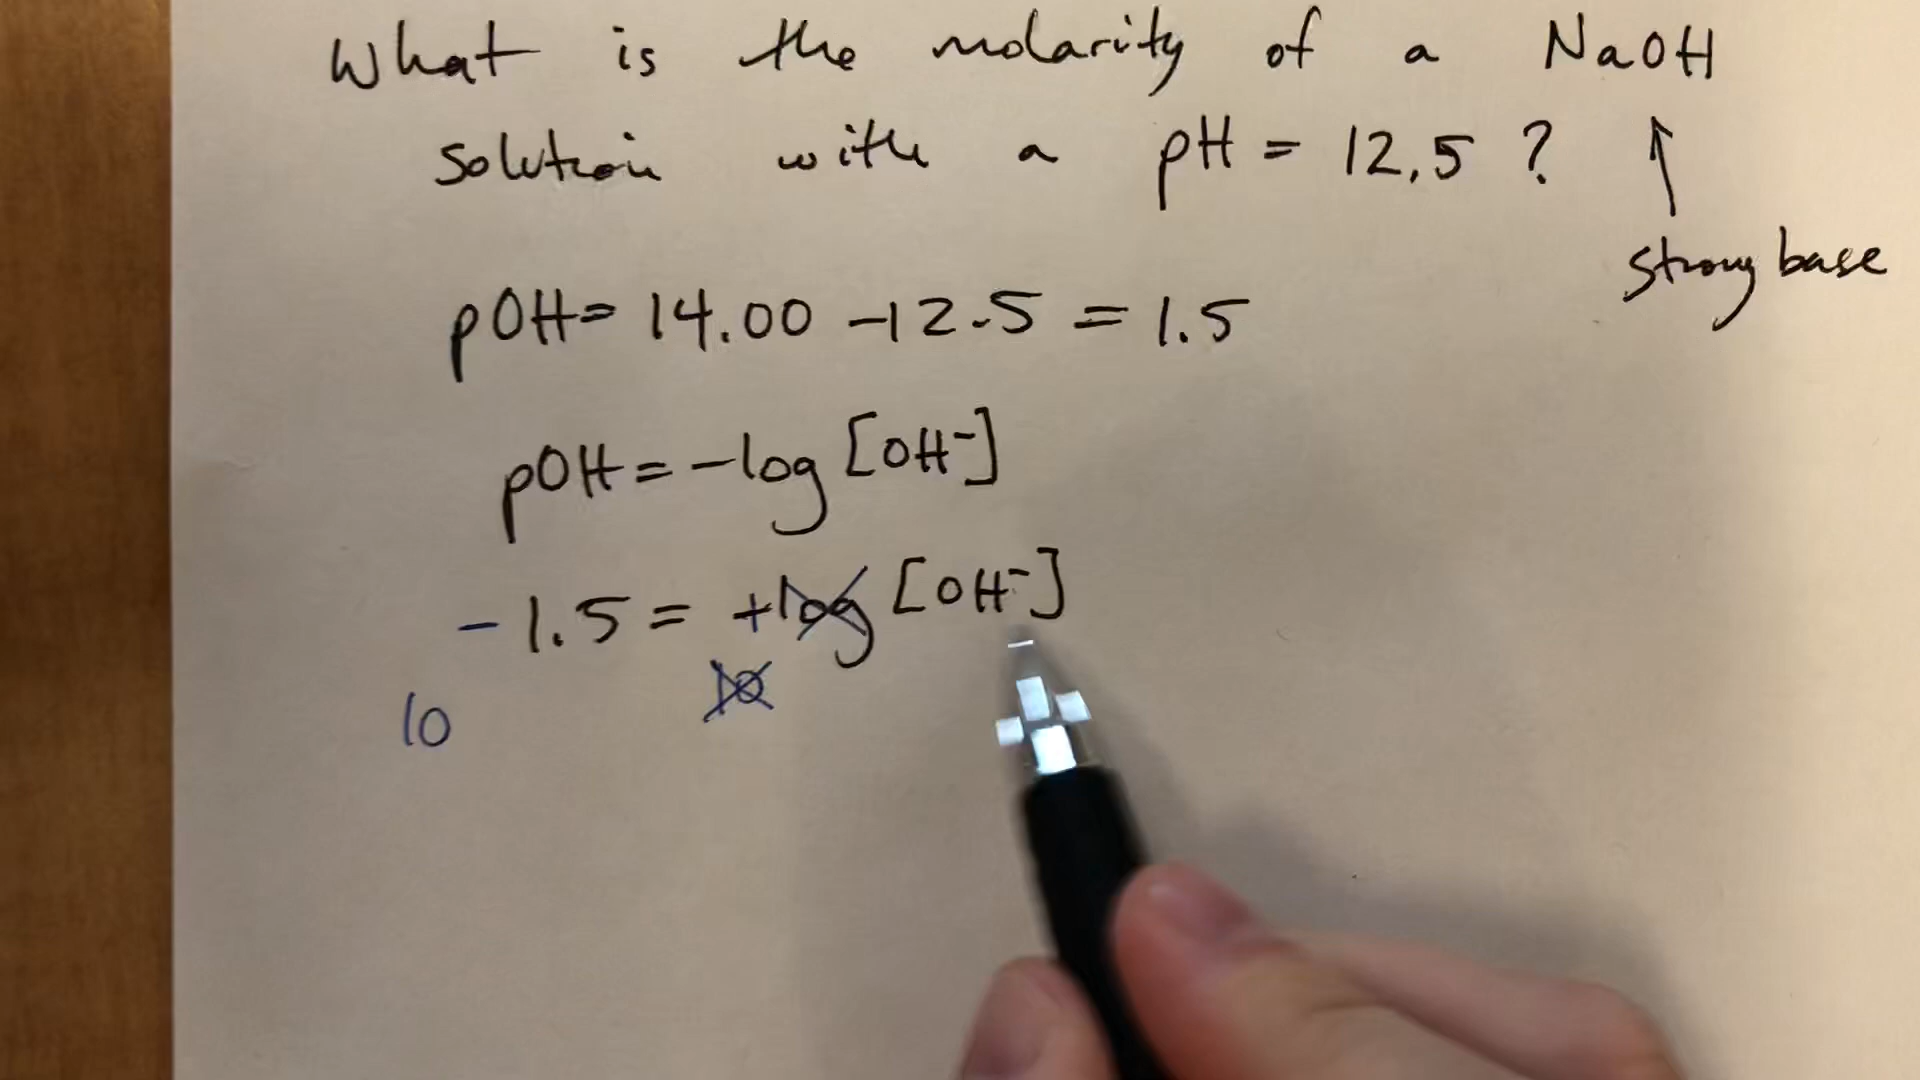 What is the molarity of a NaOH
solution with a pH = 12.5 ?
strong base
pOH = 14.00 - 12.5 = 1.5
pOH = - log [OH⁻]
- 1.5 = + log [OH⁻]
10 10